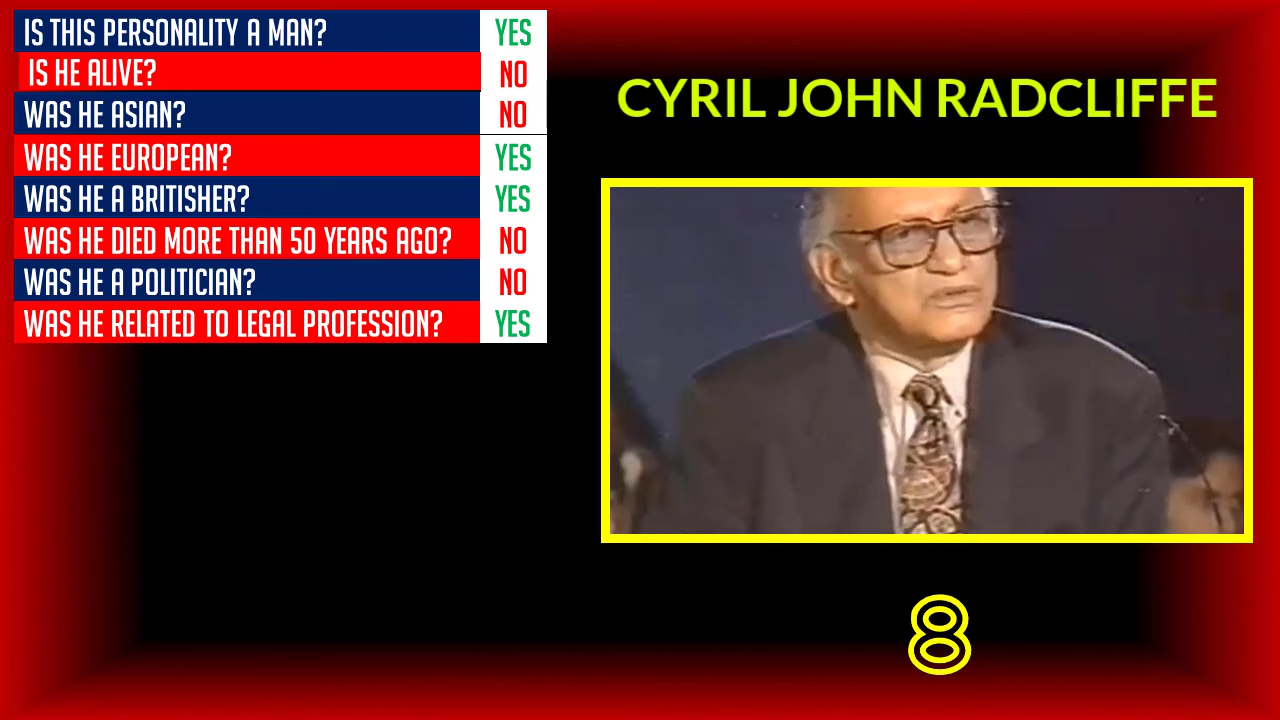 IS THIS PERSONALITY A MAN? YES
IS HE ALIVE? NO
WAS HE ASIAN? NO
WAS HE EUROPEAN? YES
WAS HE A BRITISHER? YES
WAS HE DIED MORE THAN 50 YEARS AGO? NO
WAS HE A POLITICIAN? NO
WAS HE RELATED TO LEGAL PROFESSION? YES
CYRIL JOHN RADCLIFFE
8